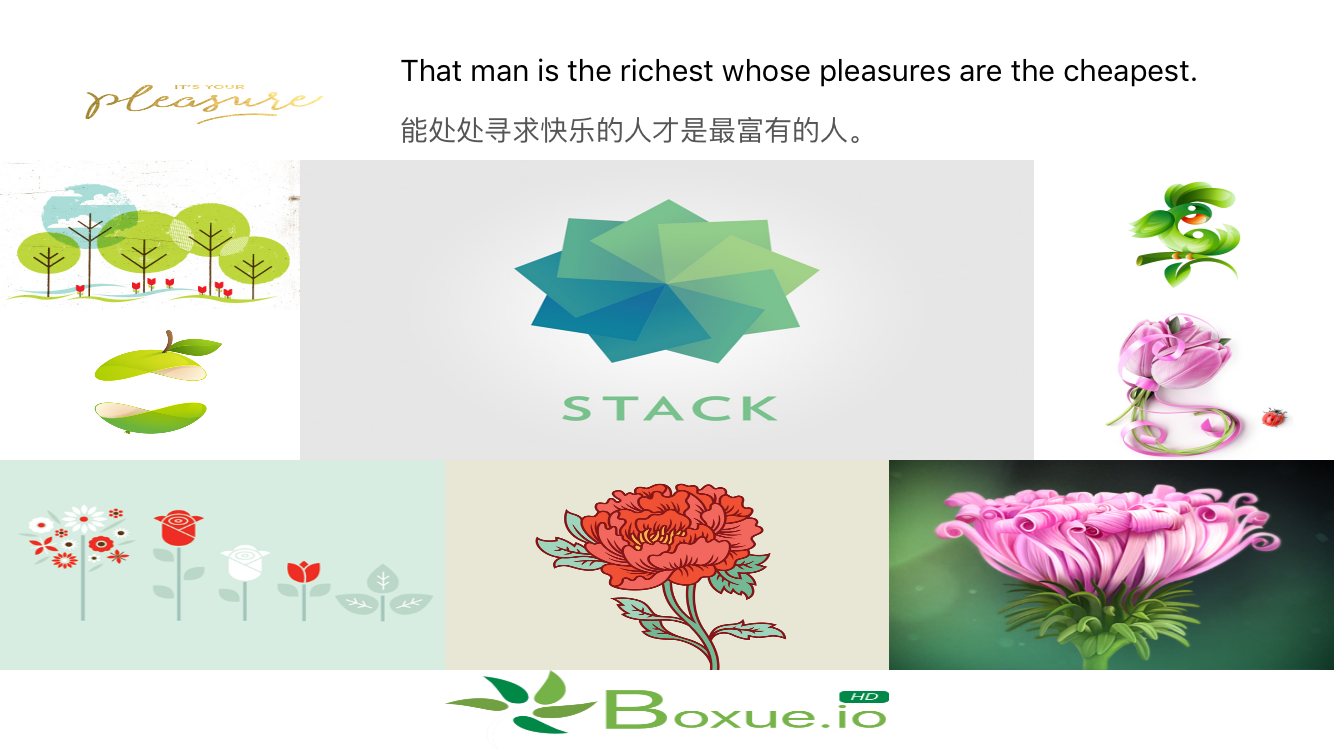 IT'S YOUR
pleasure
That man is the richest whose pleasures are the cheapest.
能处处寻求快乐的人才是最富有的人。
STACK
HD
Boxue.io